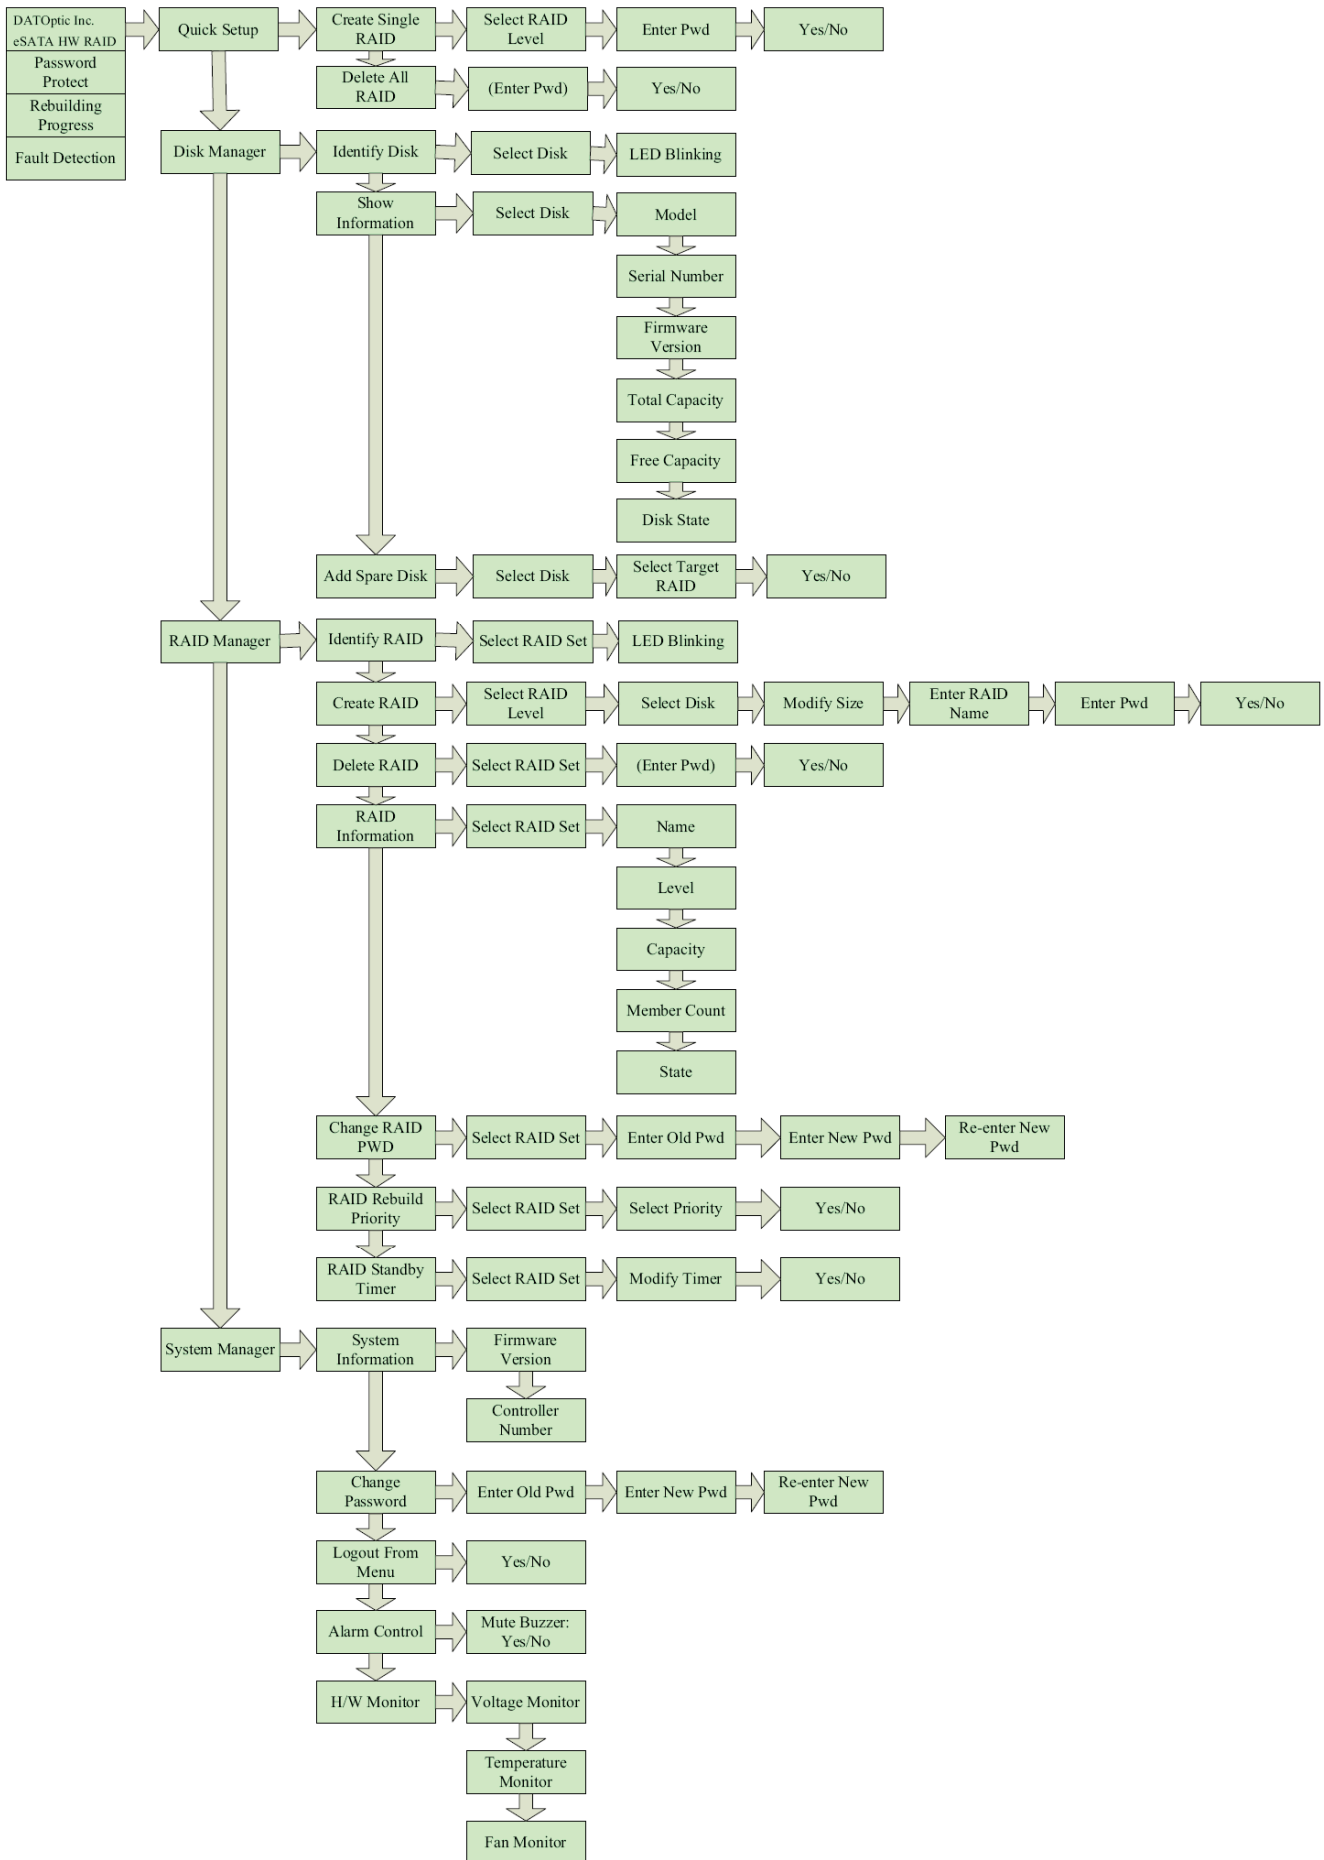 DATOptic Inc.
eSATA HW RAID
Password
Protect
Rebuilding
Progress
Fault Detection
Quick Setup
Create Single
RAID
Select RAID
Level
Enter Pwd
Yes/No
Delete All
RAID
(Enter Pwd)
Yes/No
Disk Manager
Identify Disk
Select Disk
LED Blinking
Show
Information
Select Disk
Model
Serial Number
Firmware
Version
Total Capacity
Free Capacity
Disk State
Add Spare Disk
Select Disk
Select Target
RAID
Yes/No
RAID Manager
Identify RAID
Select RAID Set
LED Blinking
Create RAID
Select RAID
Level
Select Disk
Modify Size
Enter RAID
Name
Enter Pwd
Yes/No
Delete RAID
Select RAID Set
(Enter Pwd)
Yes/No
RAID
Information
Select RAID Set
Name
Level
Capacity
Member Count
State
Change RAID
PWD
Select RAID Set
Enter Old Pwd
Enter New Pwd
Re-enter New
Pwd
RAID Rebuild
Priority
Select RAID Set
Select Priority
Yes/No
RAID Standby
Timer
Select RAID Set
Modify Timer
Yes/No
System Manager
System
Information
Firmware
Version
Controller
Number
Change
Password
Enter Old Pwd
Enter New Pwd
Re-enter New
Pwd
Logout From
Menu
Yes/No
Alarm Control
Mute Buzzer:
Yes/No
H/W Monitor
Voltage Monitor
Temperature
Monitor
Fan Monitor